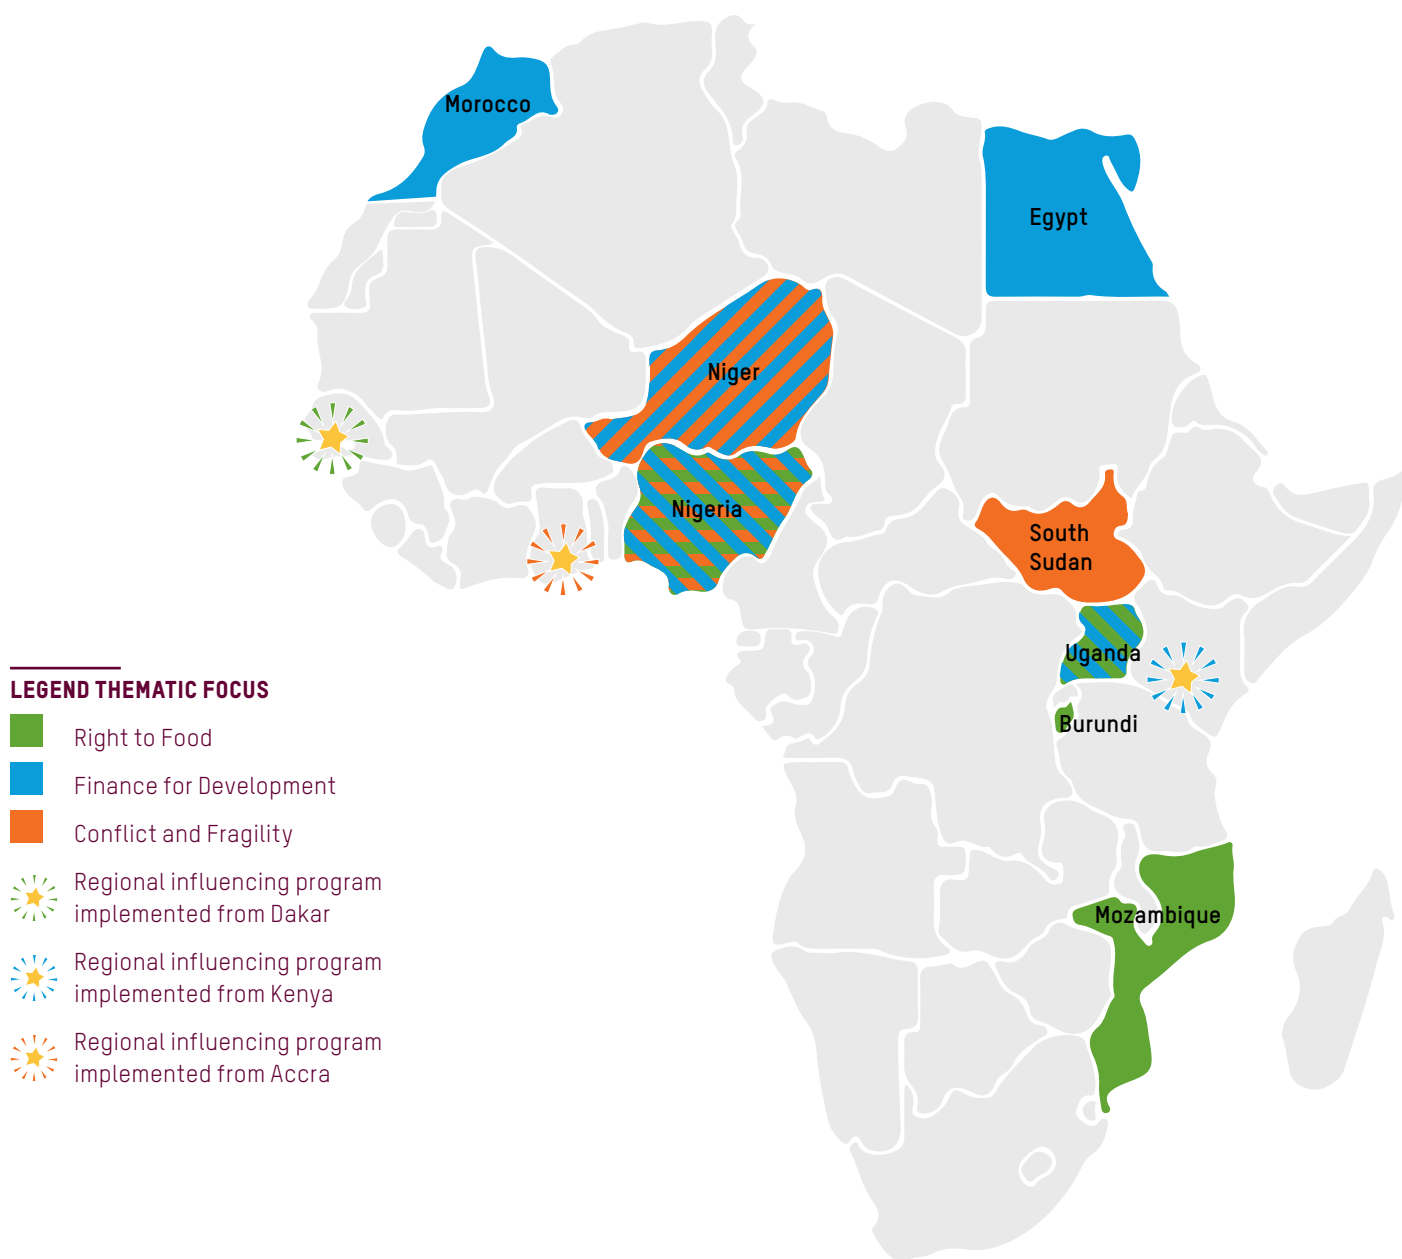 Morocco
Egypt
Niger
Nigeria
South
Sudan
Uganda
Burundi
Mozambique
LEGEND THEMATIC FOCUS
Right to Food
Finance for Development
Conflict and Fragility
Regional influencing program
implemented from Dakar
Regional influencing program
implemented from Kenya
Regional influencing program
implemented from Accra